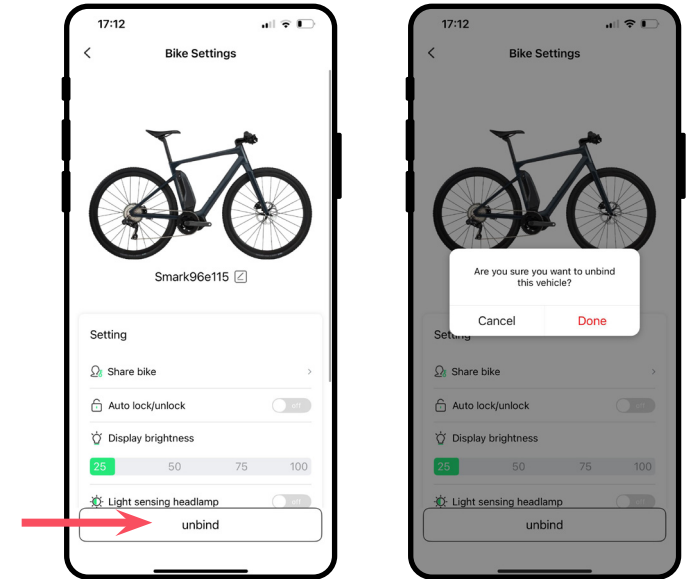 17:12
Bike Settings
Smark96e115
Setting
Share bike
Auto lock/unlock
off
Display brightness
25 50 75 100
Light sensing headlamp
off
unbind
17:12
Bike Settings
Are you sure you want to unbind
this vehicle?
Cancel Done
Setting
Share bike
Auto lock/unlock
off
Display brightness
25 50 75 100
Light sensing headlamp
off
unbind